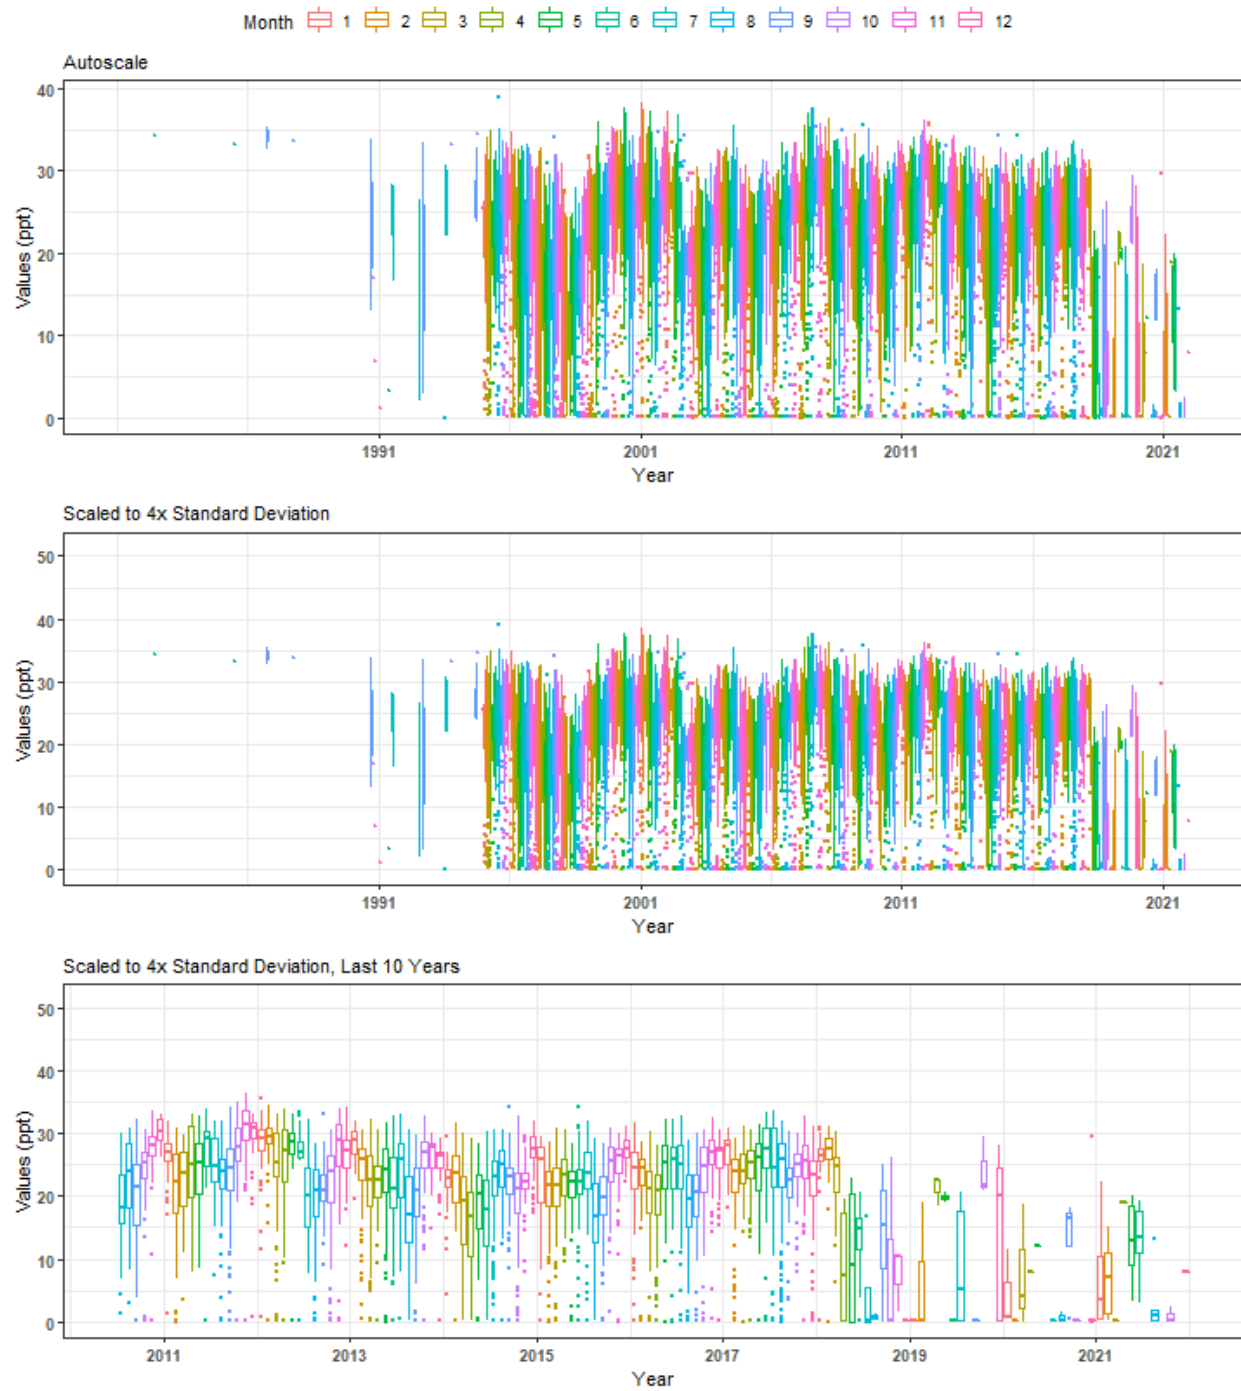 Month 1 2 3 4 5 6 7 8 9 10 11 12
Autoscale
40
30
20
10
0
Values (ppt)
1991 2001 2011 2021
Year
Scaled to 4x Standard Deviation
50
40
30
20
10
0
Values (ppt)
1991 2001 2011 2021
Year
Scaled to 4x Standard Deviation, Last 10 Years
50
40
30
20
10
0
Values (ppt)
2011 2013 2015 2017 2019 2021
Year